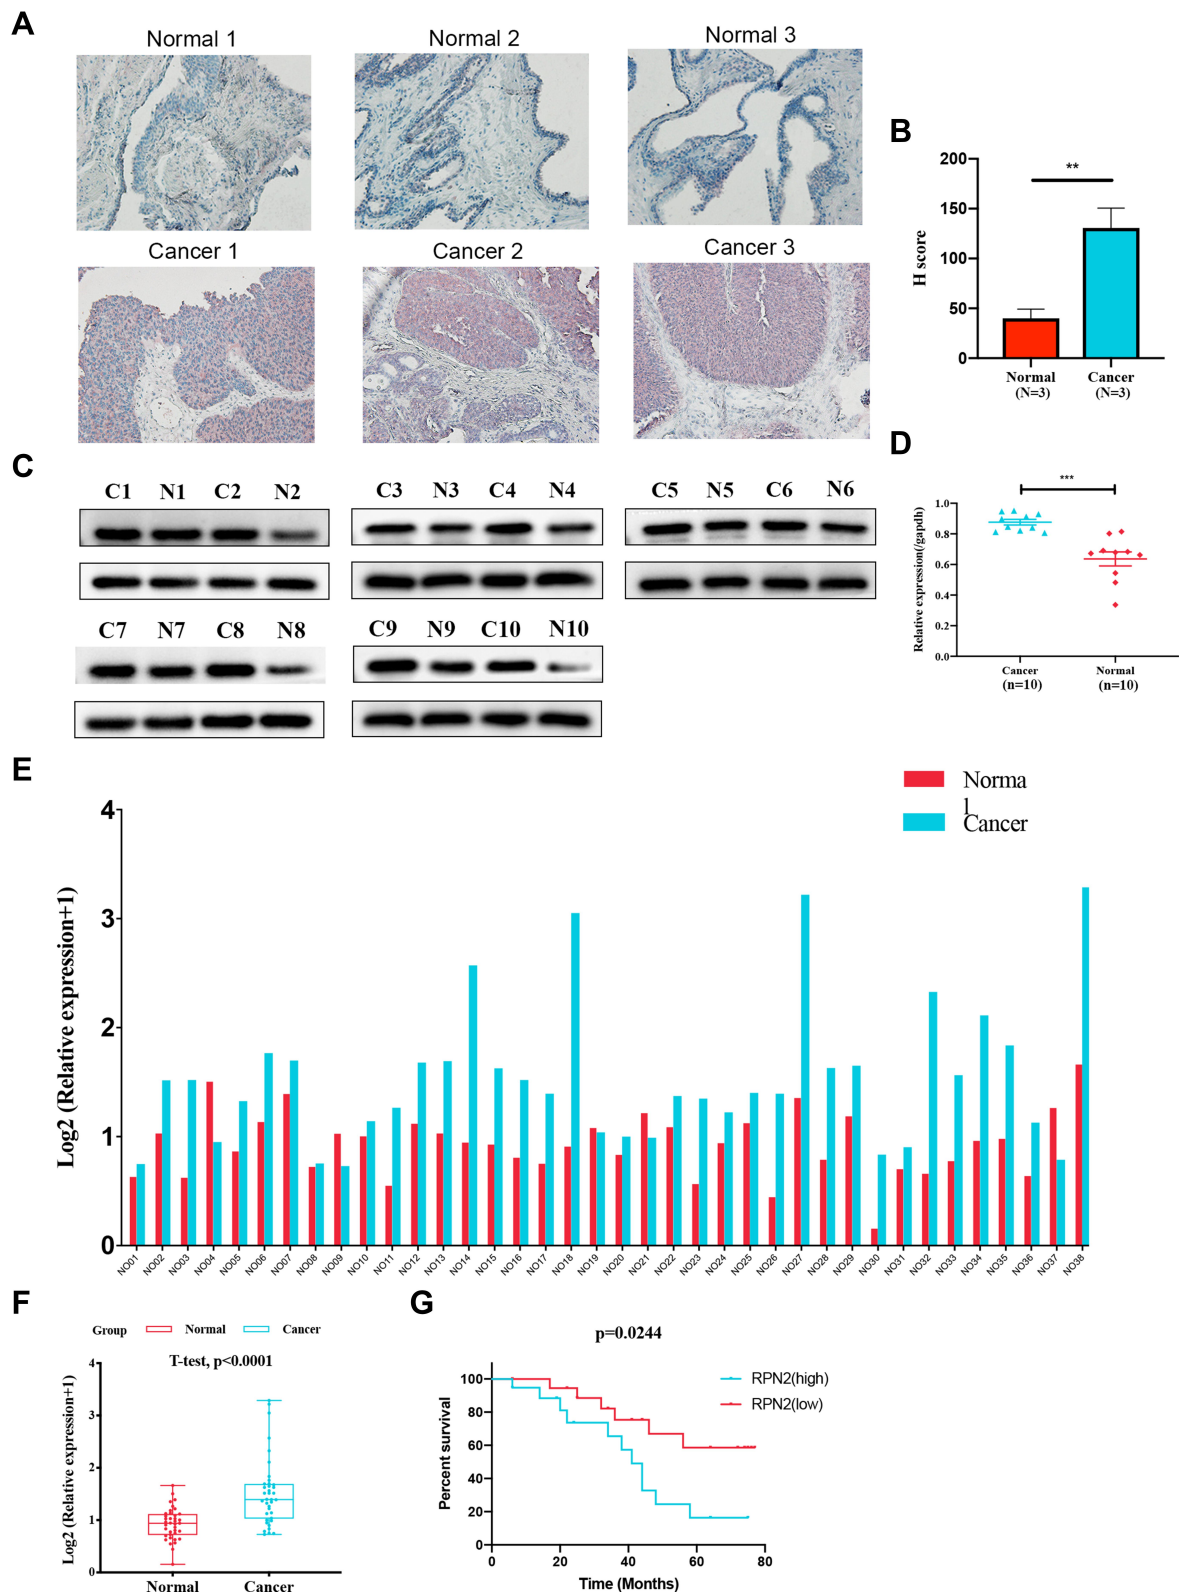 A
Normal 1
Normal 2
Normal 3
Cancer 1
Cancer 2
Cancer 3
B
H score
200
150
100
50
0
**
Normal
(N=3)
Cancer
(N=3)
C
C1 N1 C2 N2
C3 N3 C4 N4
C5 N5 C6 N6
C7 N7 C8 N8
C9 N9 C10 N10
D
Relative expression(/gapdh)
1.0
0.8
0.6
0.4
0.2
0.0
***
Cancer
(n=10)
Normal
(n=10)
E
Norma
l
Cancer
Log2 (Relative expression+1)
4
3
2
1
0
NO01 NO02 NO03 NO04 NO05 NO06 NO07 NO08 NO09 NO10 NO11 NO12 NO13 NO14 NO15 NO16 NO17 NO18 NO19 NO20 NO21 NO22 NO23 NO24 NO25 NO26 NO27 NO28 NO29 NO30 NO31 NO32 NO33 NO34 NO35 NO36 NO37 NO38
F
Group Normal Cancer
T-test, p<0.0001
Log2 (Relative expression+1)
4
3
2
1
0
Normal Cancer
G
p=0.0244
RPN2(high)
RPN2(low)
Percent survival
100
80
60
40
20
0
0 20 40 60 80
Time (Months)